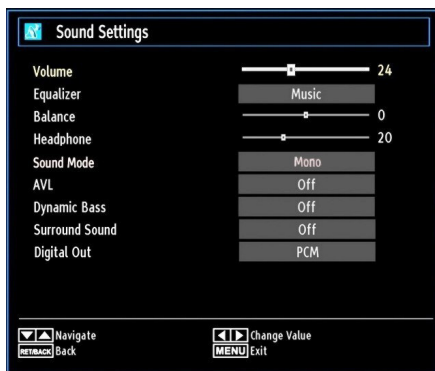 Sound Settings
Volume 24
Equalizer Music
Balance 0
Headphone 20
Sound Mode Mono
AVL Off
Dynamic Bass Off
Surround Sound Off
Digital Out PCM
Navigate Change Value
RET/BACK Back MENU Exit